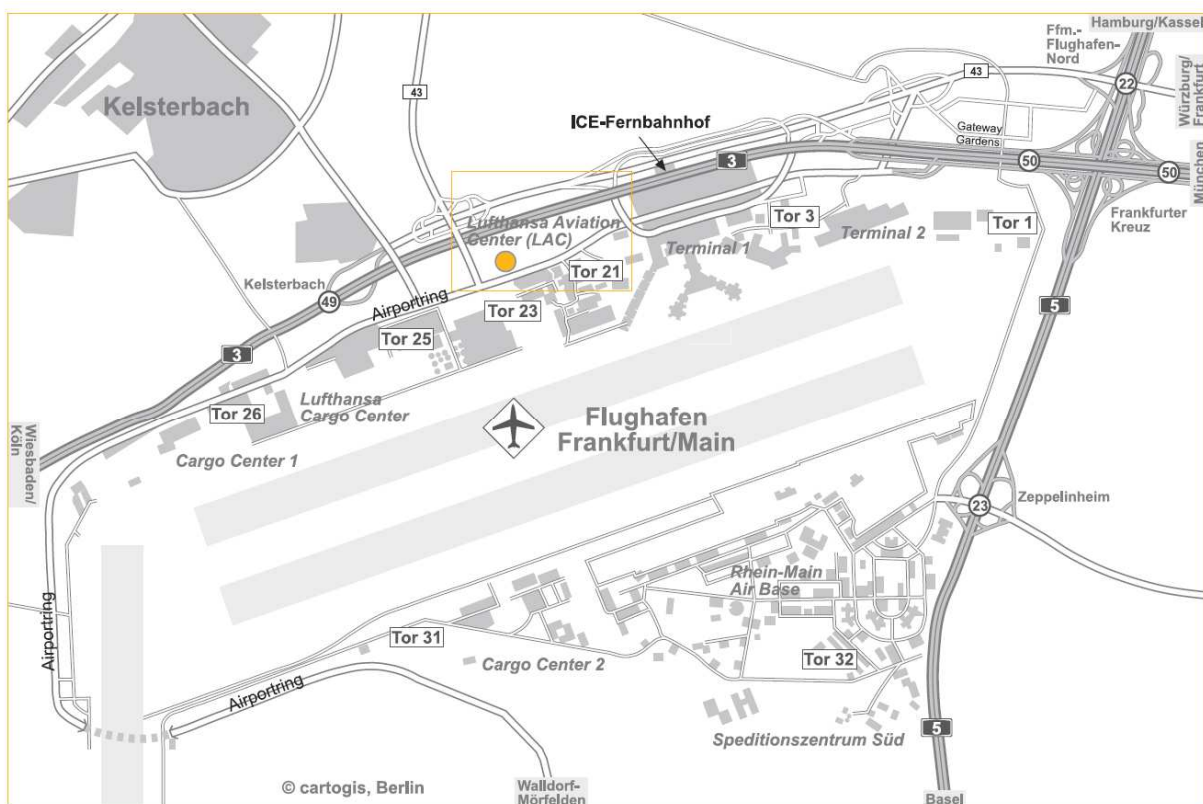 Hamburg/Kassel
Ffm.-
Flughafen-
Nord
43
43
22
Würzburg/
Frankfurt
Kelsterbach
ICE-Fernbahnhof
Gateway
Gardens
3
50
50
München
Lufthansa Aviation
Center (LAC)
Tor 3
Tor 1
Terminal 1
Terminal 2
Frankfurter
Kreuz
Kelsterbach
49
Tor 21
Airportring
Tor 23
5
Tor 25
3
Lufthansa
Cargo Center
Tor 26
Flughafen
Frankfurt/Main
Wiesbaden/
Köln
Cargo Center 1
Zeppelinheim
23
Rhein-Main
Air Base
Airportring
Tor 31
Cargo Center 2
Tor 32
Airportring
Speditionszentrum Süd
5
© cartogis, Berlin
Walldorf-
Mörfelden
Basel